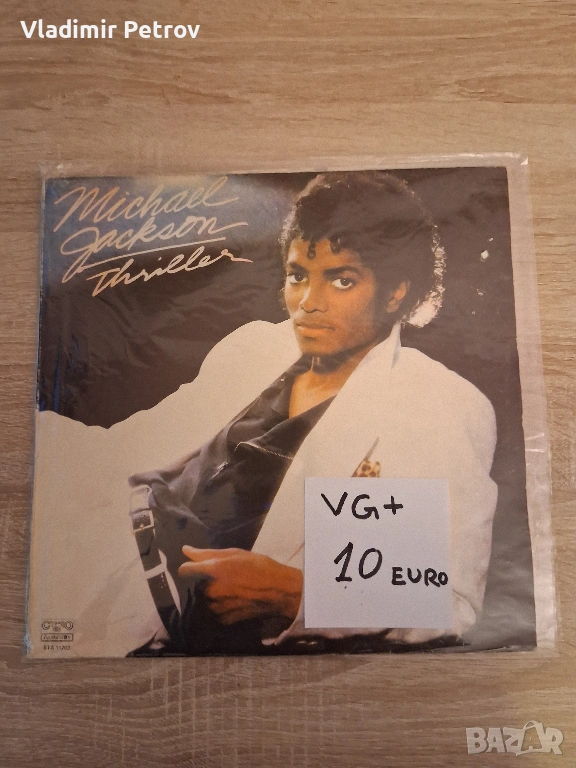 Vladimir Petrov
Michael
Jackson
Thriller
VG+
10 EURO
BAZAR